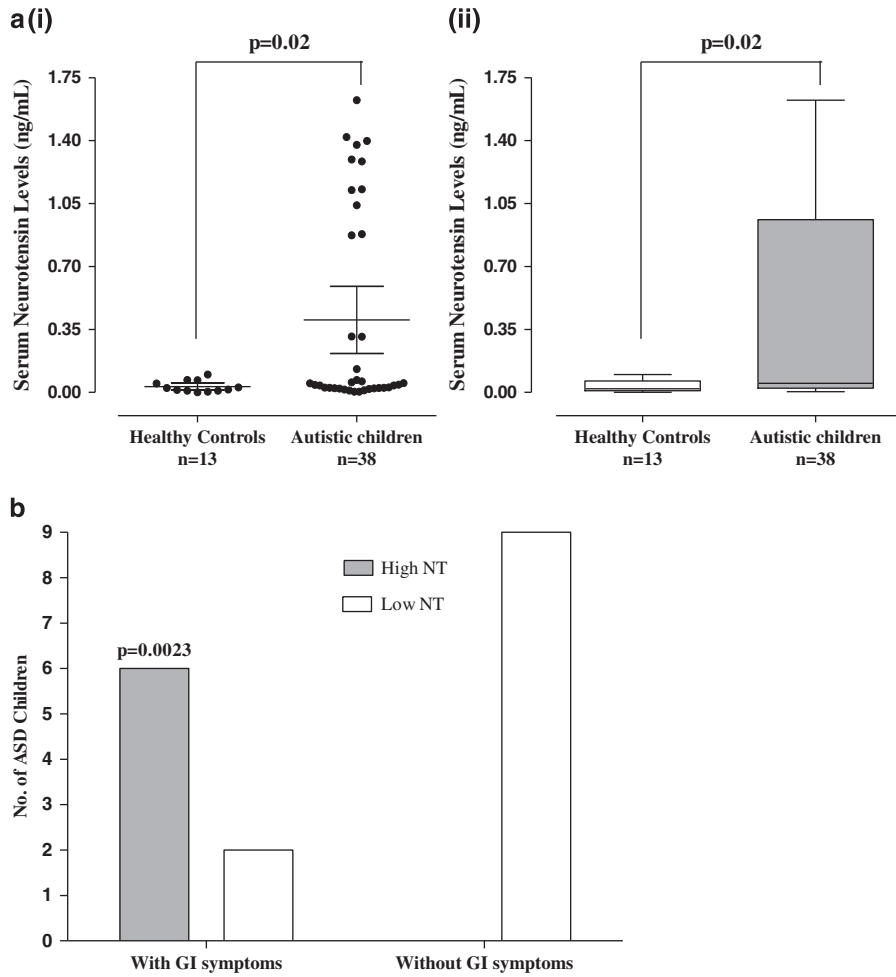 a (i)
p=0.02
Serum Neurotensin Levels (ng/mL)
1.75
1.40
1.05
0.70
0.35
0.00
Healthy Controls
n=13
Autistic children
n=38
(ii)
p=0.02
Serum Neurotensin Levels (ng/mL)
1.75
1.40
1.05
0.70
0.35
0.00
Healthy Controls
n=13
Autistic children
n=38
b
No. of ASD Children
9
8
7
6
5
4
3
2
1
0
High NT
Low NT
p=0.0023
With GI symptoms
Without GI symptoms